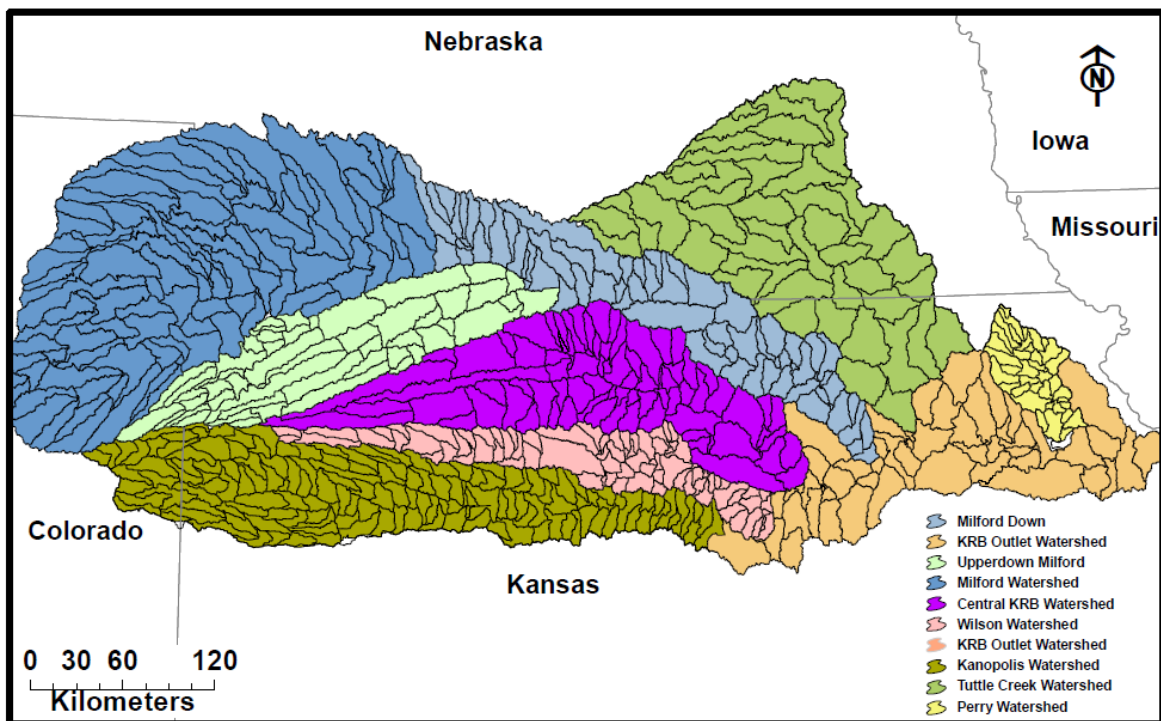 Nebraska
N
Iowa
Missouri
Colorado
Kansas
Milford Down
KRB Outlet Watershed
Upperdown Milford
Milford Watershed
Central KRB Watershed
Wilson Watershed
KRB Outlet Watershed
Kanopolis Watershed
Tuttle Creek Watershed
Perry Watershed
0 30 60 120
Kilometers